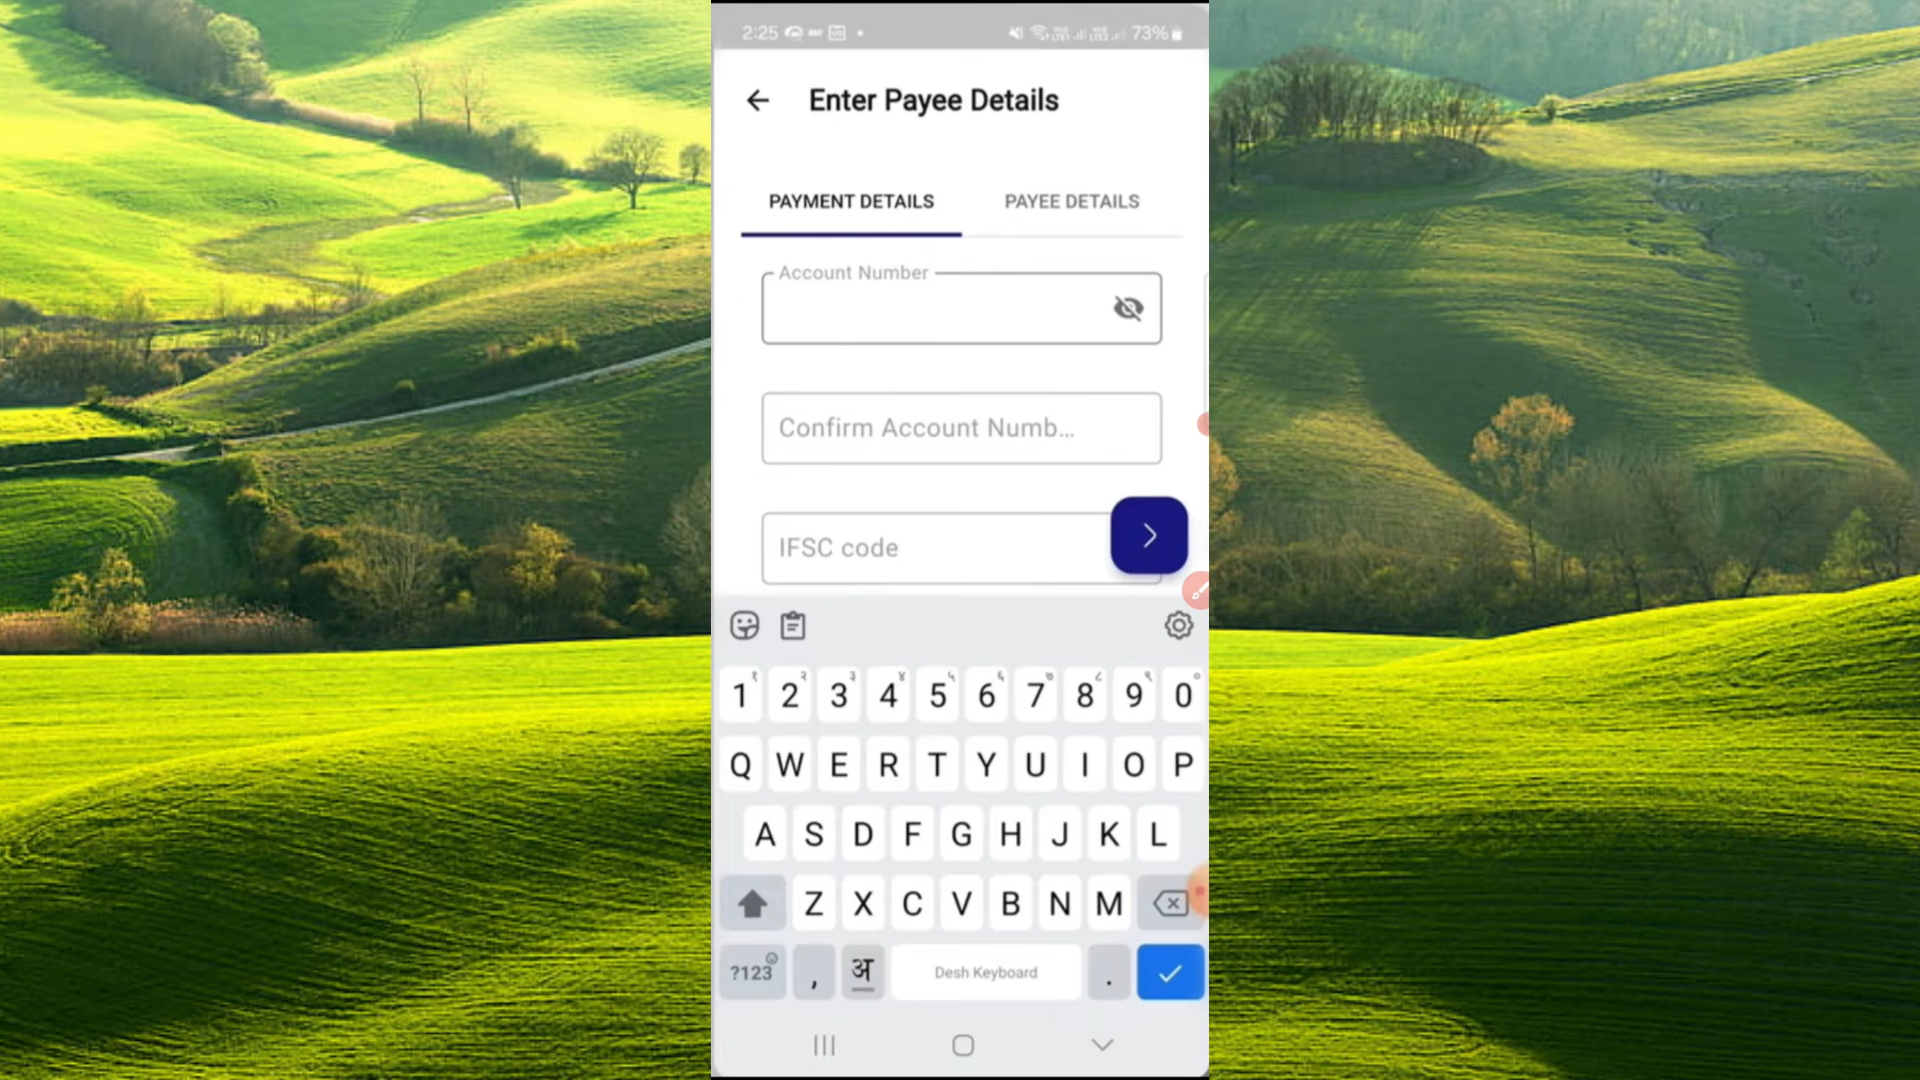 2:25 73%
Enter Payee Details
PAYMENT DETAILS PAYEE DETAILS
Account Number
Confirm Account Numb...
IFSC code
1 2 3 4 5 6 7 8 9 0
Q W E R T Y U I O P
A S D F G H J K L
Z X C V B N M
?123 , अ Desh Keyboard .